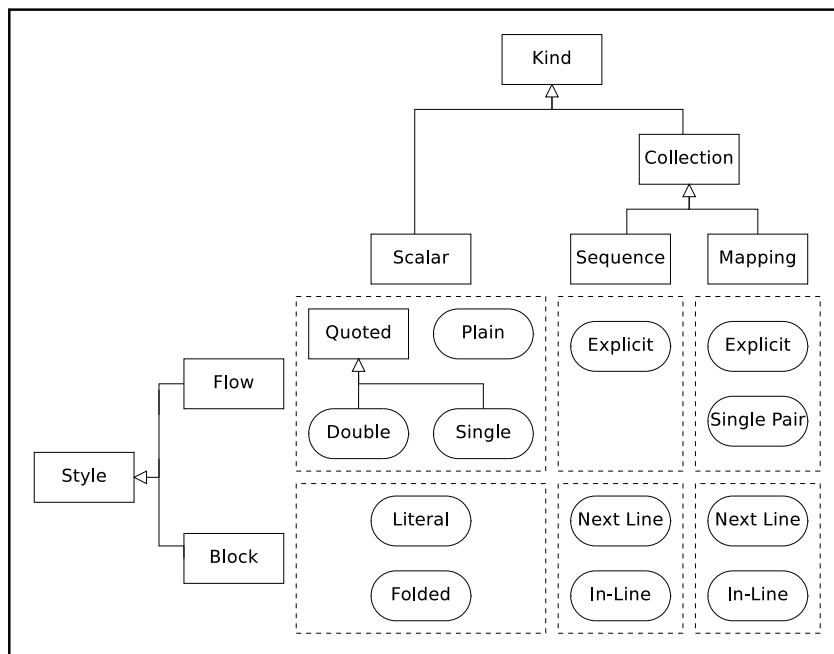 Kind
Collection
Scalar
Sequence
Mapping
Quoted
Plain
Explicit
Explicit
Flow
Double
Single
Single Pair
Style
Literal
Next Line
Next Line
Block
Folded
In-Line
In-Line